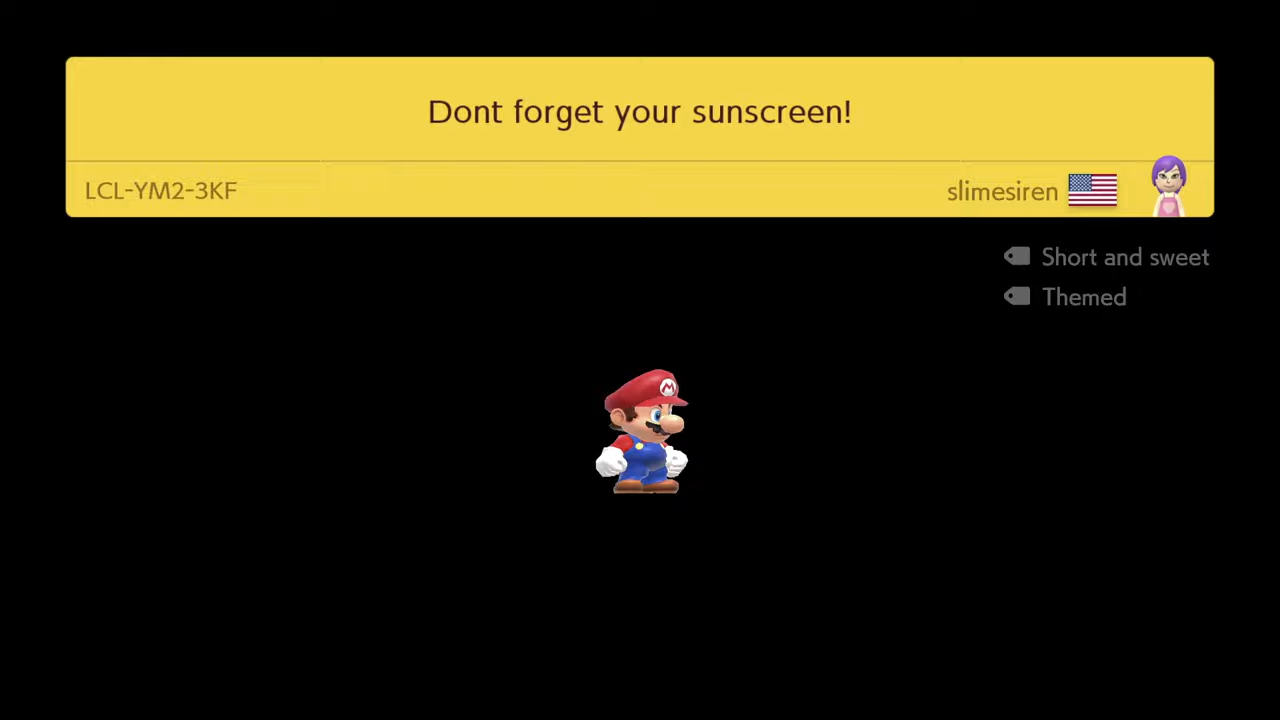 Dont forget your sunscreen!
LCL-YM2-3KF
slimesiren
Short and sweet
Themed